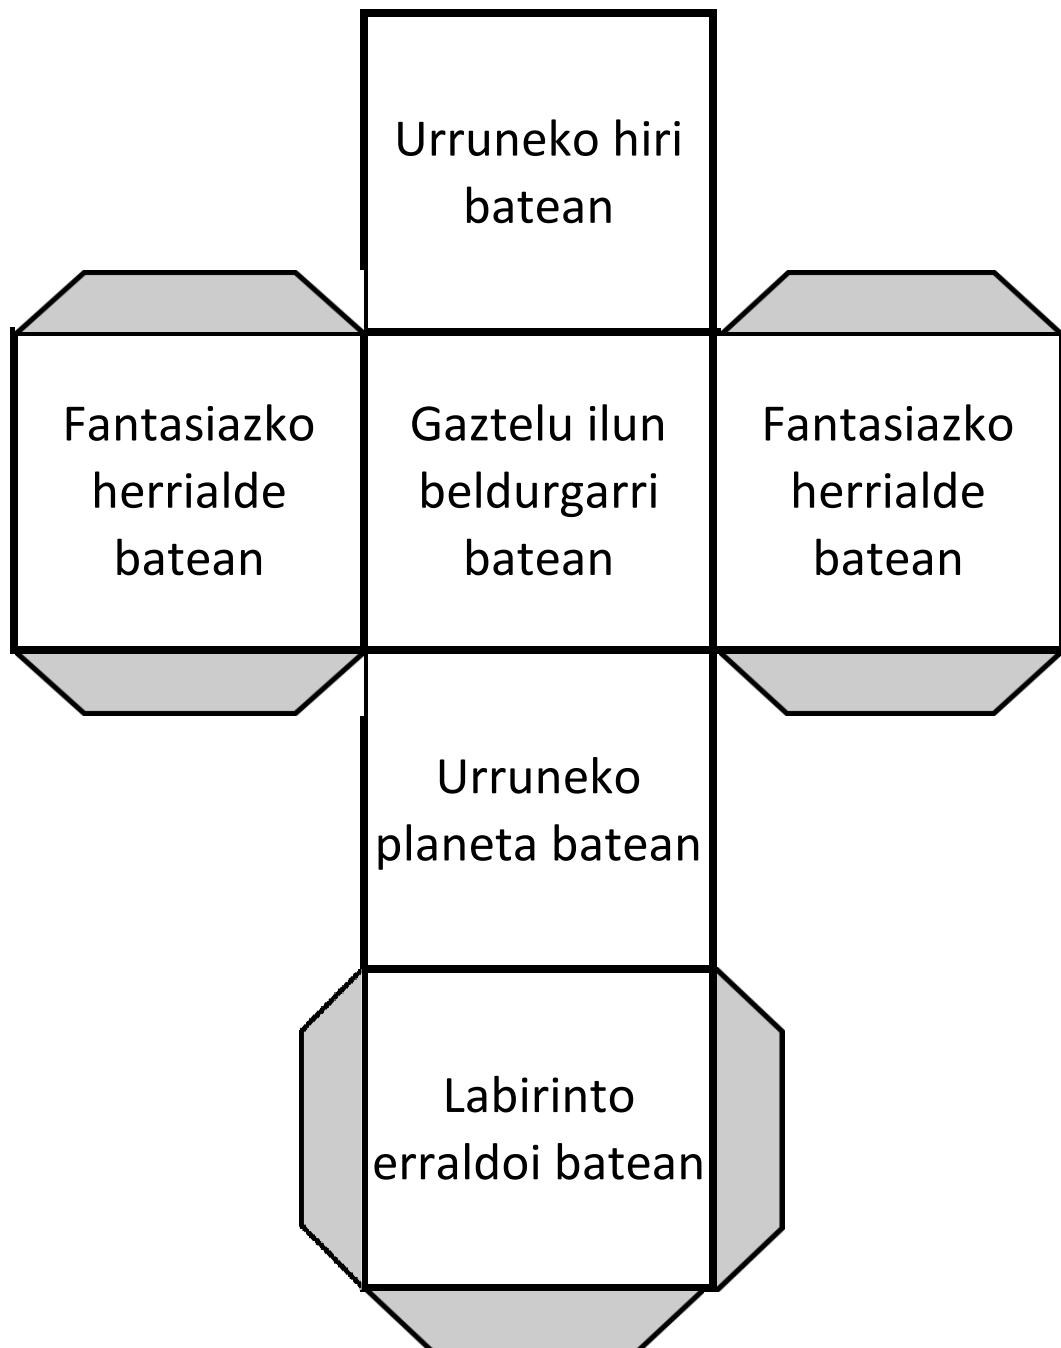 Urruneko hiri
batean
Fantasiazko
herrialde
batean
Gaztelu ilun
beldurgarri
batean
Fantasiazko
herrialde
batean
Urruneko
planeta batean
Labirinto
erraldoi batean